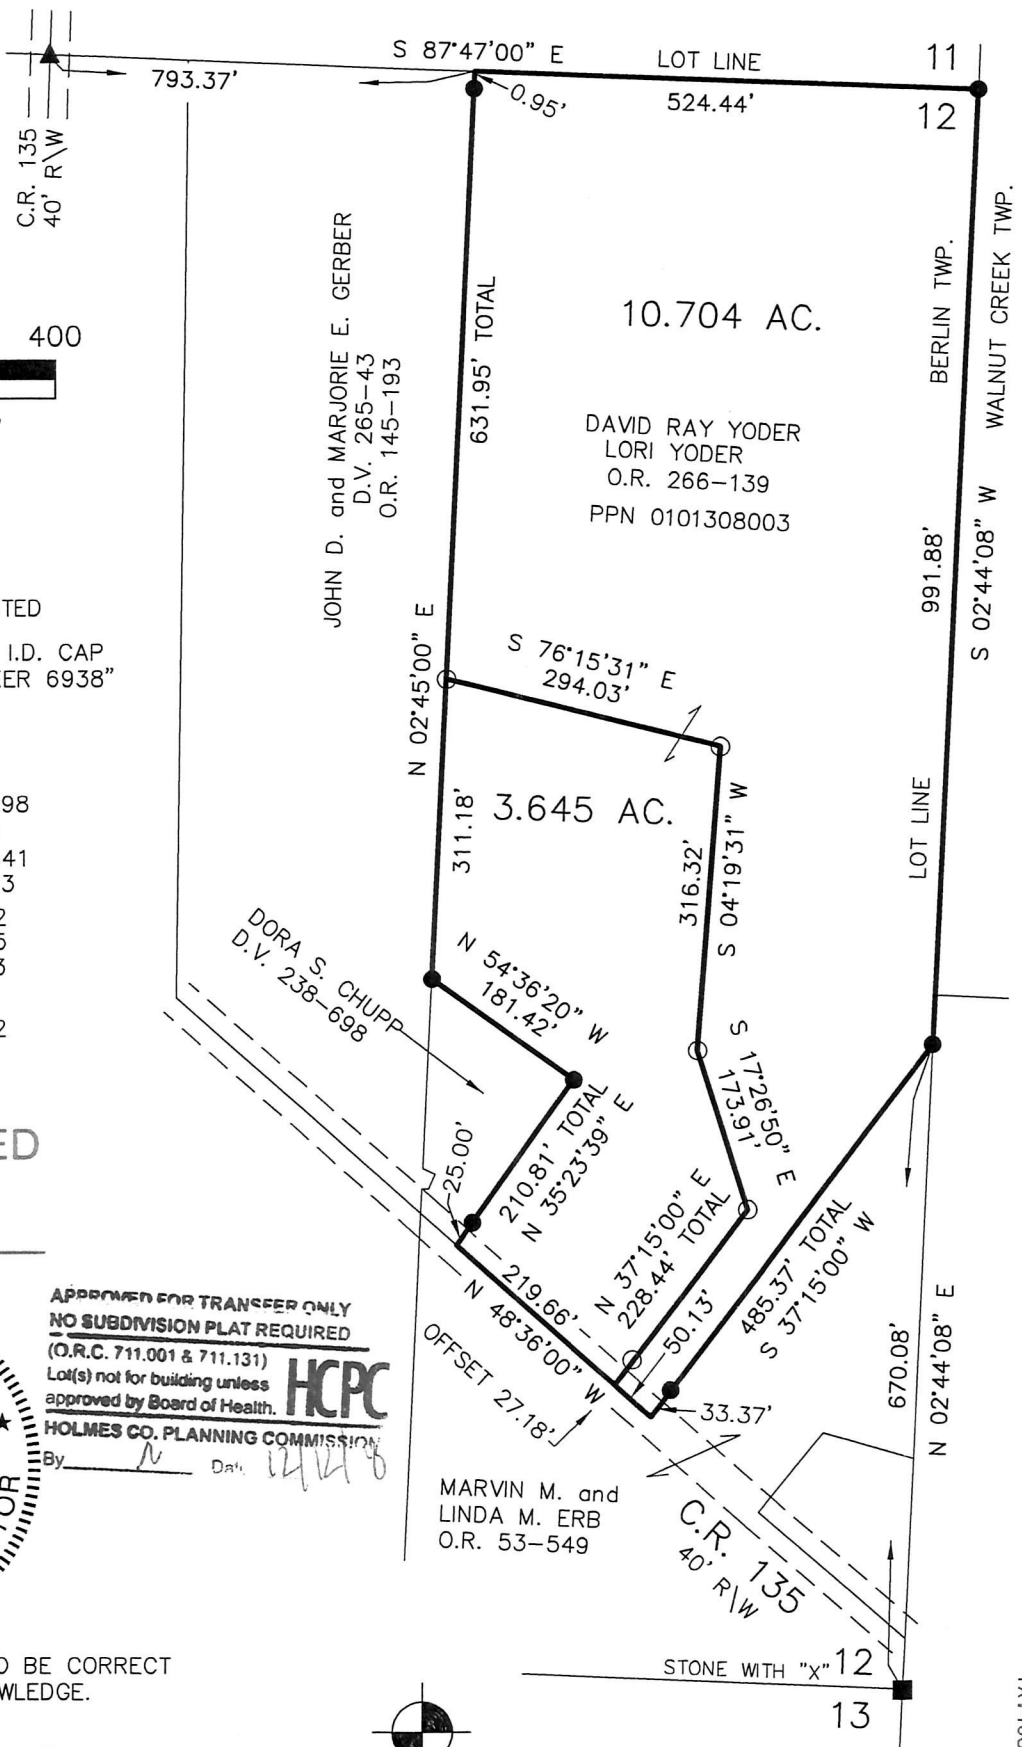 S 87°47'00" E
LOT LINE
11
793.37'
0.95'
524.44'
12
C.R. 135
40' R\W
400
JOHN D. and MARJORIE E. GERBER
D.V. 265-43
O.R. 145-193
631.95' TOTAL
10.704 AC.
DAVID RAY YODER
LORI YODER
O.R. 266-139
PPN 0101308003
BERLIN TWP.
WALNUT CREEK TWP.
991.88'
S 02°44'08" W
LOT LINE
TED
I.D. CAP
ER 6938"
N 02°45'00" E
S 76°15'31" E
294.03'
98
41
3
2
3
2
311.18'
3.645 AC.
316.32'
S 04°19'31" W
DORA S. CHUPP
D.V. 238-698
N 54°36'20" W
181.42'
S 17°26'50" E
173.91'
ED
25.00'
210.81' TOTAL
N 35°23'39" E
N 37°15'00" E
228.44' TOTAL
485.37' TOTAL
S 37°15'00" W
219.66'
N 48°36'00" W
50.13'
33.37'
OFFSET 27.18'
670.08'
N 02°44'08" E
APPROVED FOR TRANSFER ONLY
NO SUBDIVISION PLAT REQUIRED
(O.R.C. 711.001 & 711.131)
Lot(s) not for building unless
approved by Board of Health.
HCPC
HOLMES CO. PLANNING COMMISSION
By
TOR
MARVIN M. and
LINDA M. ERB
O.R. 53-549
C.R. 135
40' R\W
O BE CORRECT
WLEDGE.
STONE WITH "X"
12
13